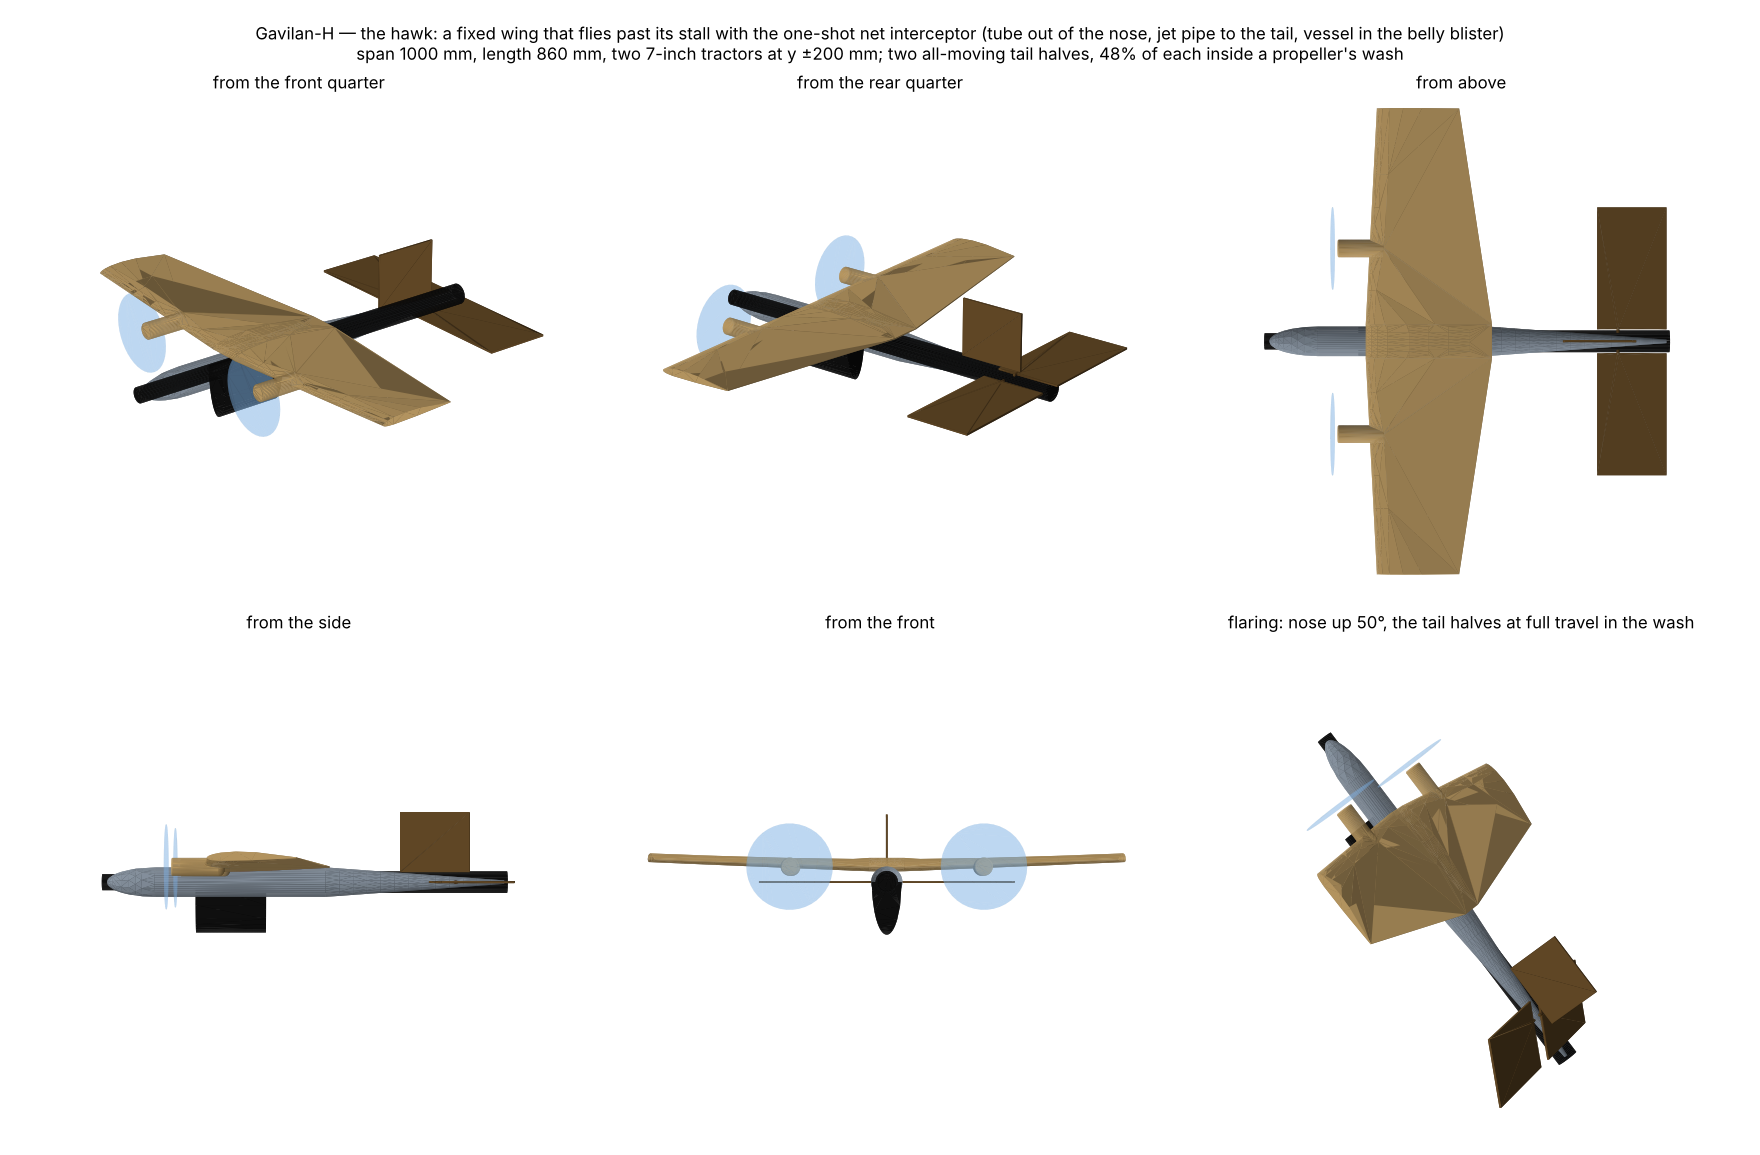 Gavilan-H — the hawk: a fixed wing that flies past its stall with the one-shot net interceptor (tube out of the nose, jet pipe to the tail, vessel in the belly blister)
span 1000 mm, length 860 mm, two 7-inch tractors at y ±200 mm; two all-moving tail halves, 48% of each inside a propeller's wash
from the front quarter
from the rear quarter
from above
from the side
from the front
flaring: nose up 50°, the tail halves at full travel in the wash